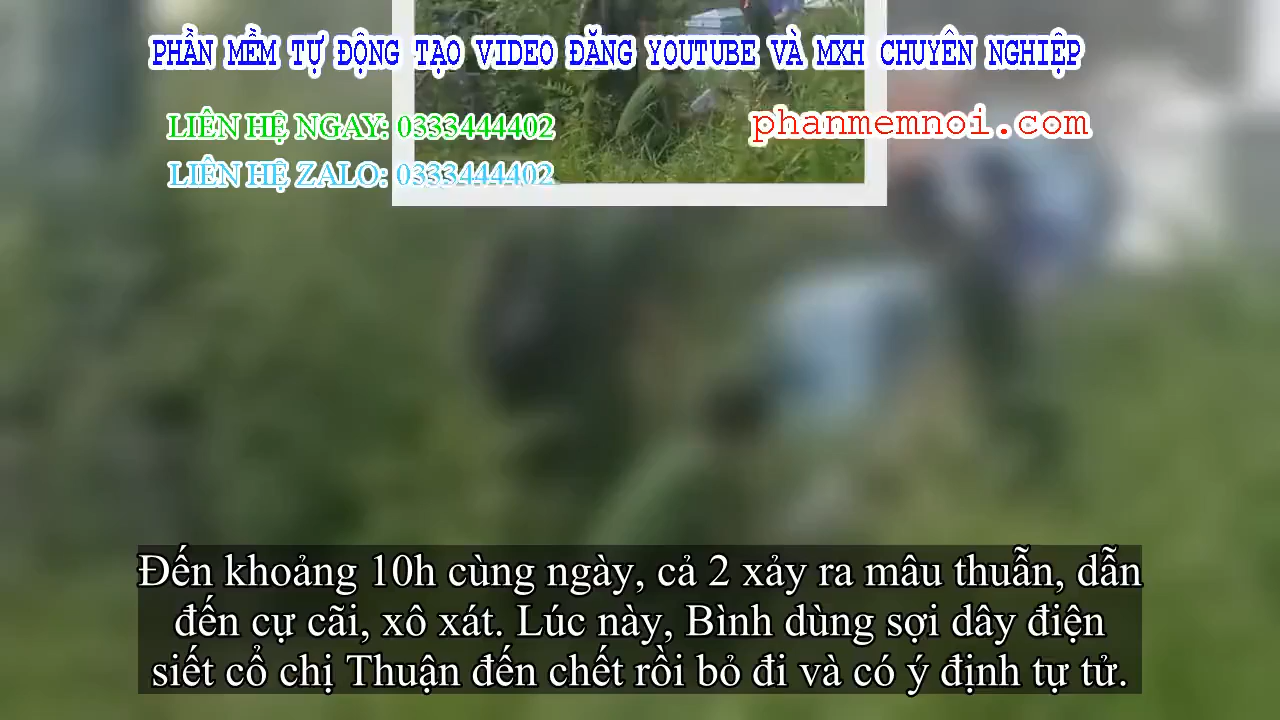 PHẦN MỀM TỰ ĐỘNG TẠO VIDEO ĐĂNG YOUTUBE VÀ MXH CHUYÊN NGHIỆP
LIÊN HỆ NGAY: 0333444402
phanmemnoi.com
LIÊN HỆ ZALO: 0333444402
Đến khoảng 10h cùng ngày, cả 2 xảy ra mâu thuẫn, dẫn
đến cự cãi, xô xát. Lúc này, Bình dùng sợi dây điện
siết cổ chị Thuận đến chết rồi bỏ đi và có ý định tự tử.